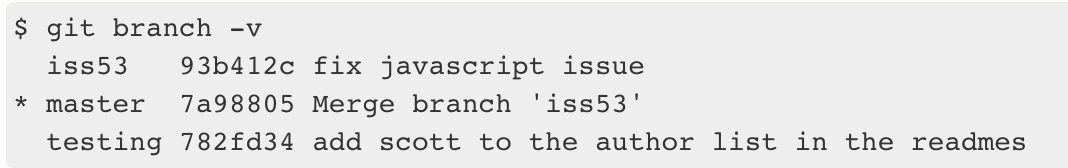 $ git branch -v
  iss53   93b412c fix javascript issue
* master  7a98805 Merge branch 'iss53'
  testing 782fd34 add scott to the author list in the readmes